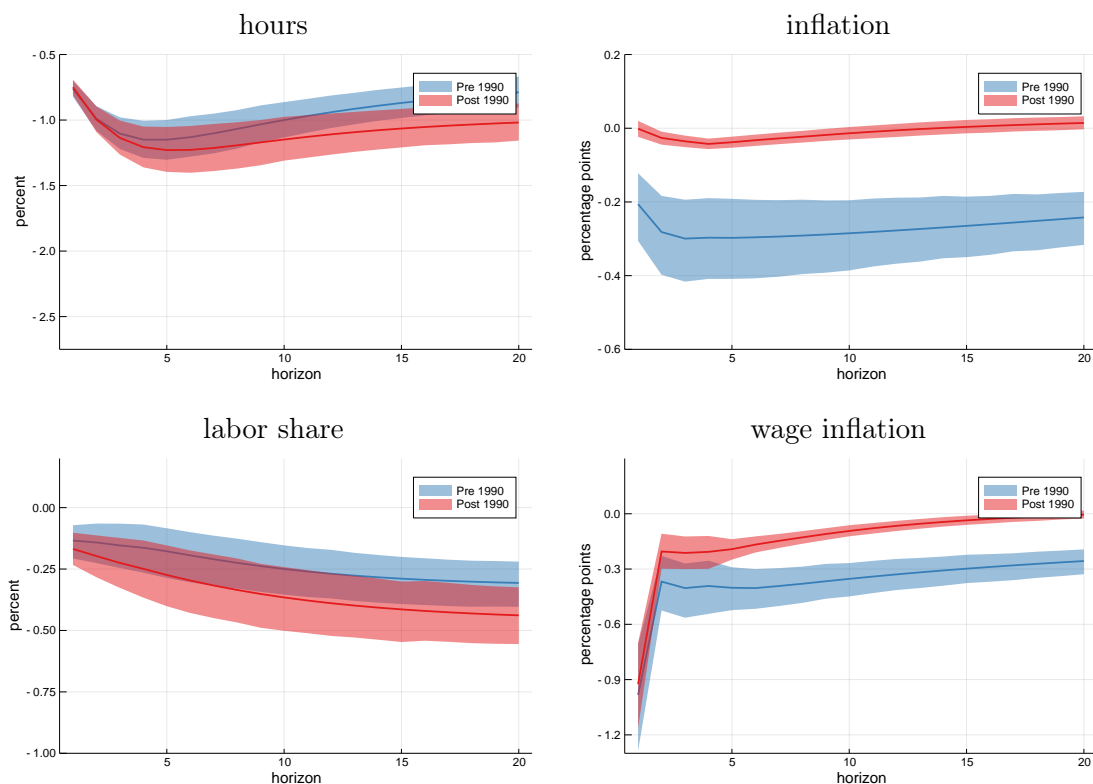 hours
- 0.5
- 1.0
- 1.5
- 2.0
- 2.5
percent
5
10
15
20
horizon
Pre 1990
Post 1990
inflation
0.2
0.0
- 0.2
- 0.4
- 0.6
percentage points
5
10
15
20
horizon
Pre 1990
Post 1990
labor share
0.00
- 0.25
- 0.50
- 0.75
- 1.00
percent
5
10
15
20
horizon
Pre 1990
Post 1990
wage inflation
0.0
- 0.3
- 0.6
- 0.9
- 1.2
percentage points
5
10
15
20
horizon
Pre 1990
Post 1990